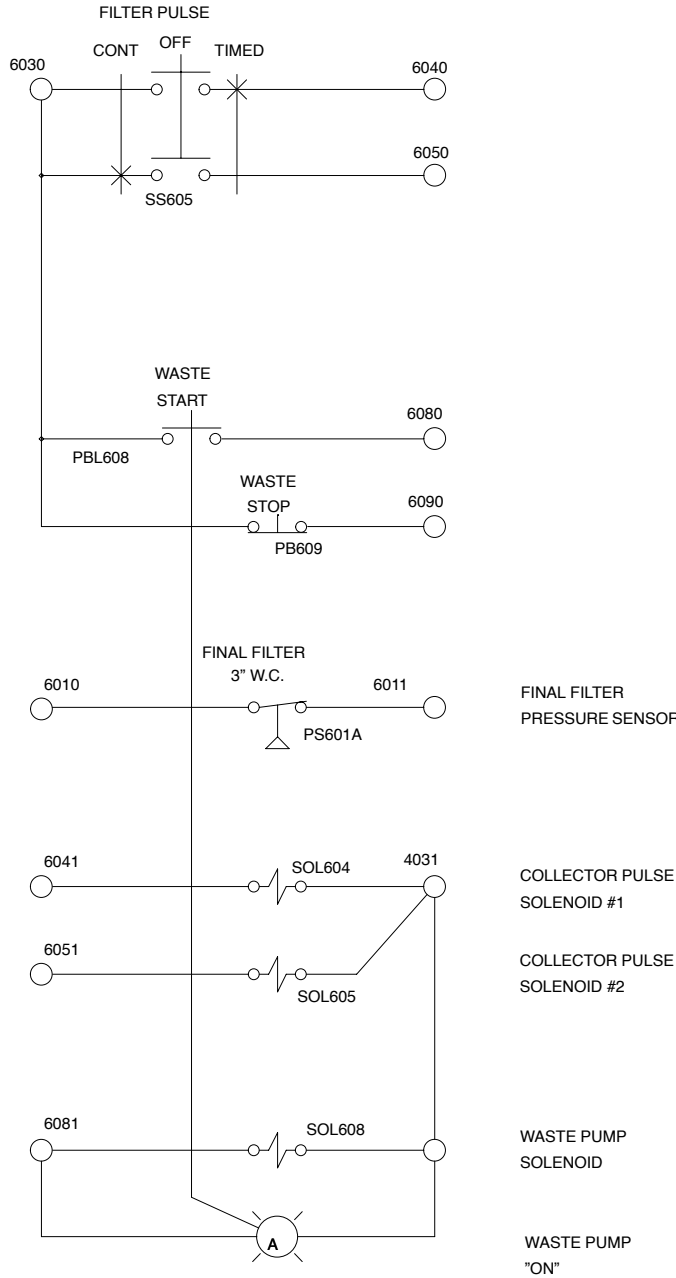 FILTER PULSE
CONT OFF TIMED
6030 6040
6050
SS605
WASTE
START
6080
PBL608
WASTE
STOP
6090
PB609
FINAL FILTER
3” W.C.
6010 6011
FINAL FILTER
PRESSURE SENSOR
PS601A
6041 SOL604 4031
COLLECTOR PULSE
SOLENOID #1
6051
COLLECTOR PULSE
SOLENOID #2
SOL605
6081 SOL608
WASTE PUMP
SOLENOID
A
WASTE PUMP
”ON”